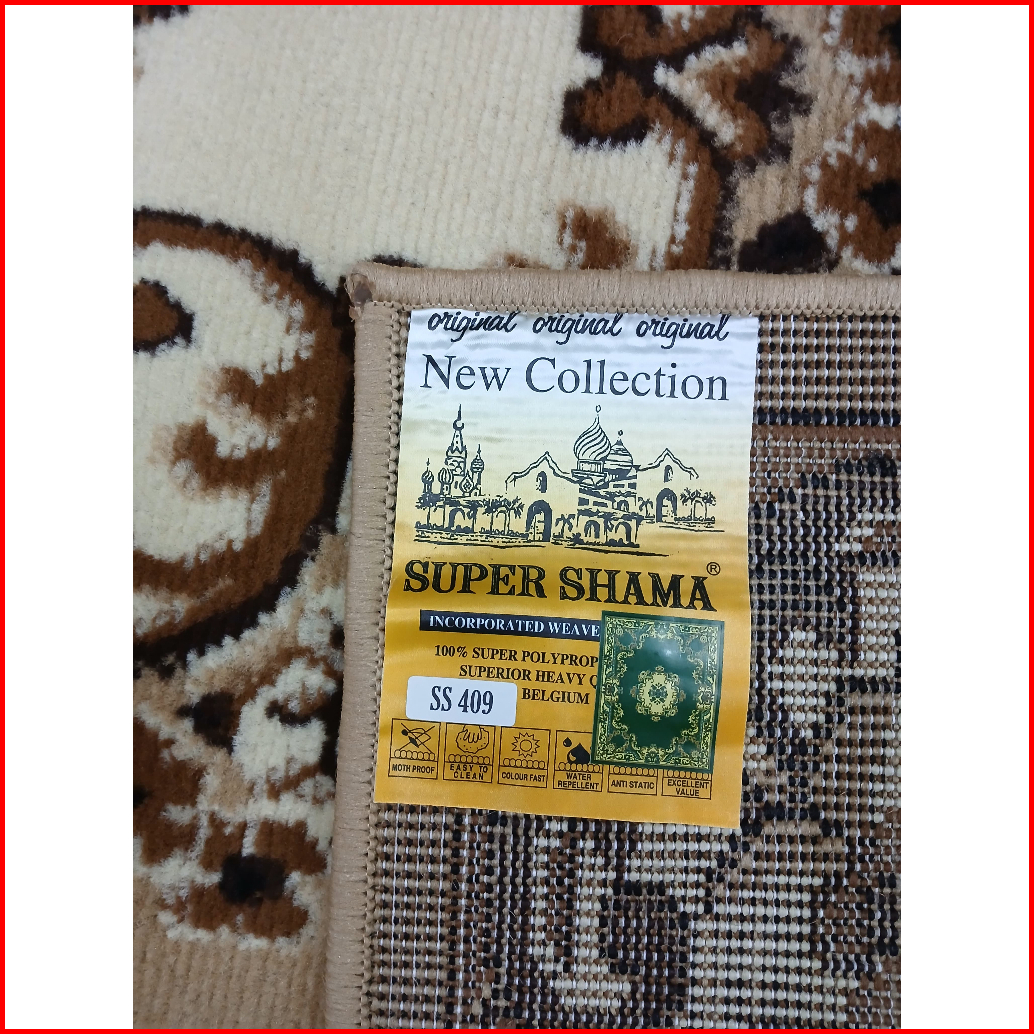 original original original
New Collection
SUPER SHAMA®
INCORPORATED WEAVE
100% SUPER
SUPERIOR HEAVY
SS 409 BELGIUM
MOTH PROOF
EASY TO
CLEAN
COLOUR FAST
WATER
REPELLENT
ANTI STATIC
EXCELLENT
VALUE